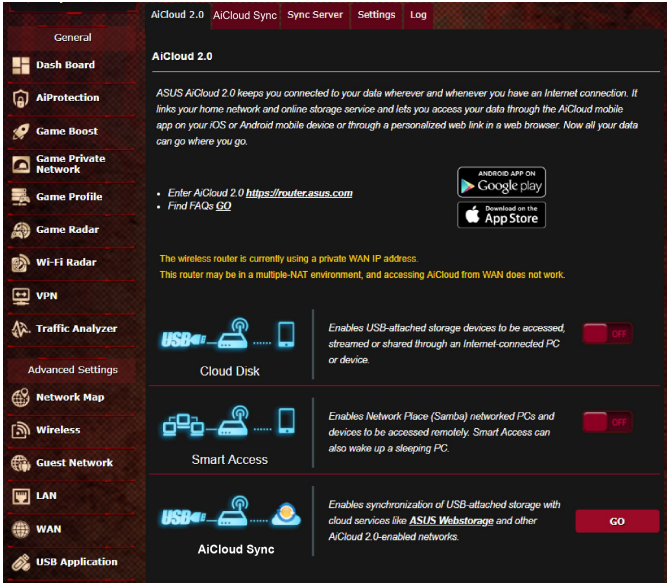 AiCloud 2.0 AiCloud Sync Sync Server Settings Log
General
Dash Board
AiProtection
Game Boost
Game Private
Network
Game Profile
Game Radar
Wi-Fi Radar
VPN
Traffic Analyzer
Advanced Settings
Network Map
Wireless
Guest Network
LAN
WAN
USB Application
AiCloud 2.0
ASUS AiCloud 2.0 keeps you connected to your data wherever and whenever you have an Internet connection. It
links your home network and online storage service and lets you access your data through the AiCloud mobile
app on your iOS or Android mobile device or through a personalized web link in a web browser. Now all your data
can go where you go.
• Enter AiCloud 2.0 https://router.asus.com
• Find FAQs GO
ANDROID APP ON
Google play
Download on the
App Store
The wireless router is currently using a private WAN IP address.
This router may be in a multiple-NAT environment, and accessing AiCloud from WAN does not work.
USB
Cloud Disk
Enables USB-attached storage devices to be accessed,
streamed or shared through an Internet-connected PC
or device.
OFF
Smart Access
Enables Network Place (Samba) networked PCs and
devices to be accessed remotely. Smart Access can
also wake up a sleeping PC.
OFF
USB
AiCloud Sync
Enables synchronization of USB-attached storage with
cloud services like ASUS Webstorage and other
AiCloud 2.0-enabled networks.
GO